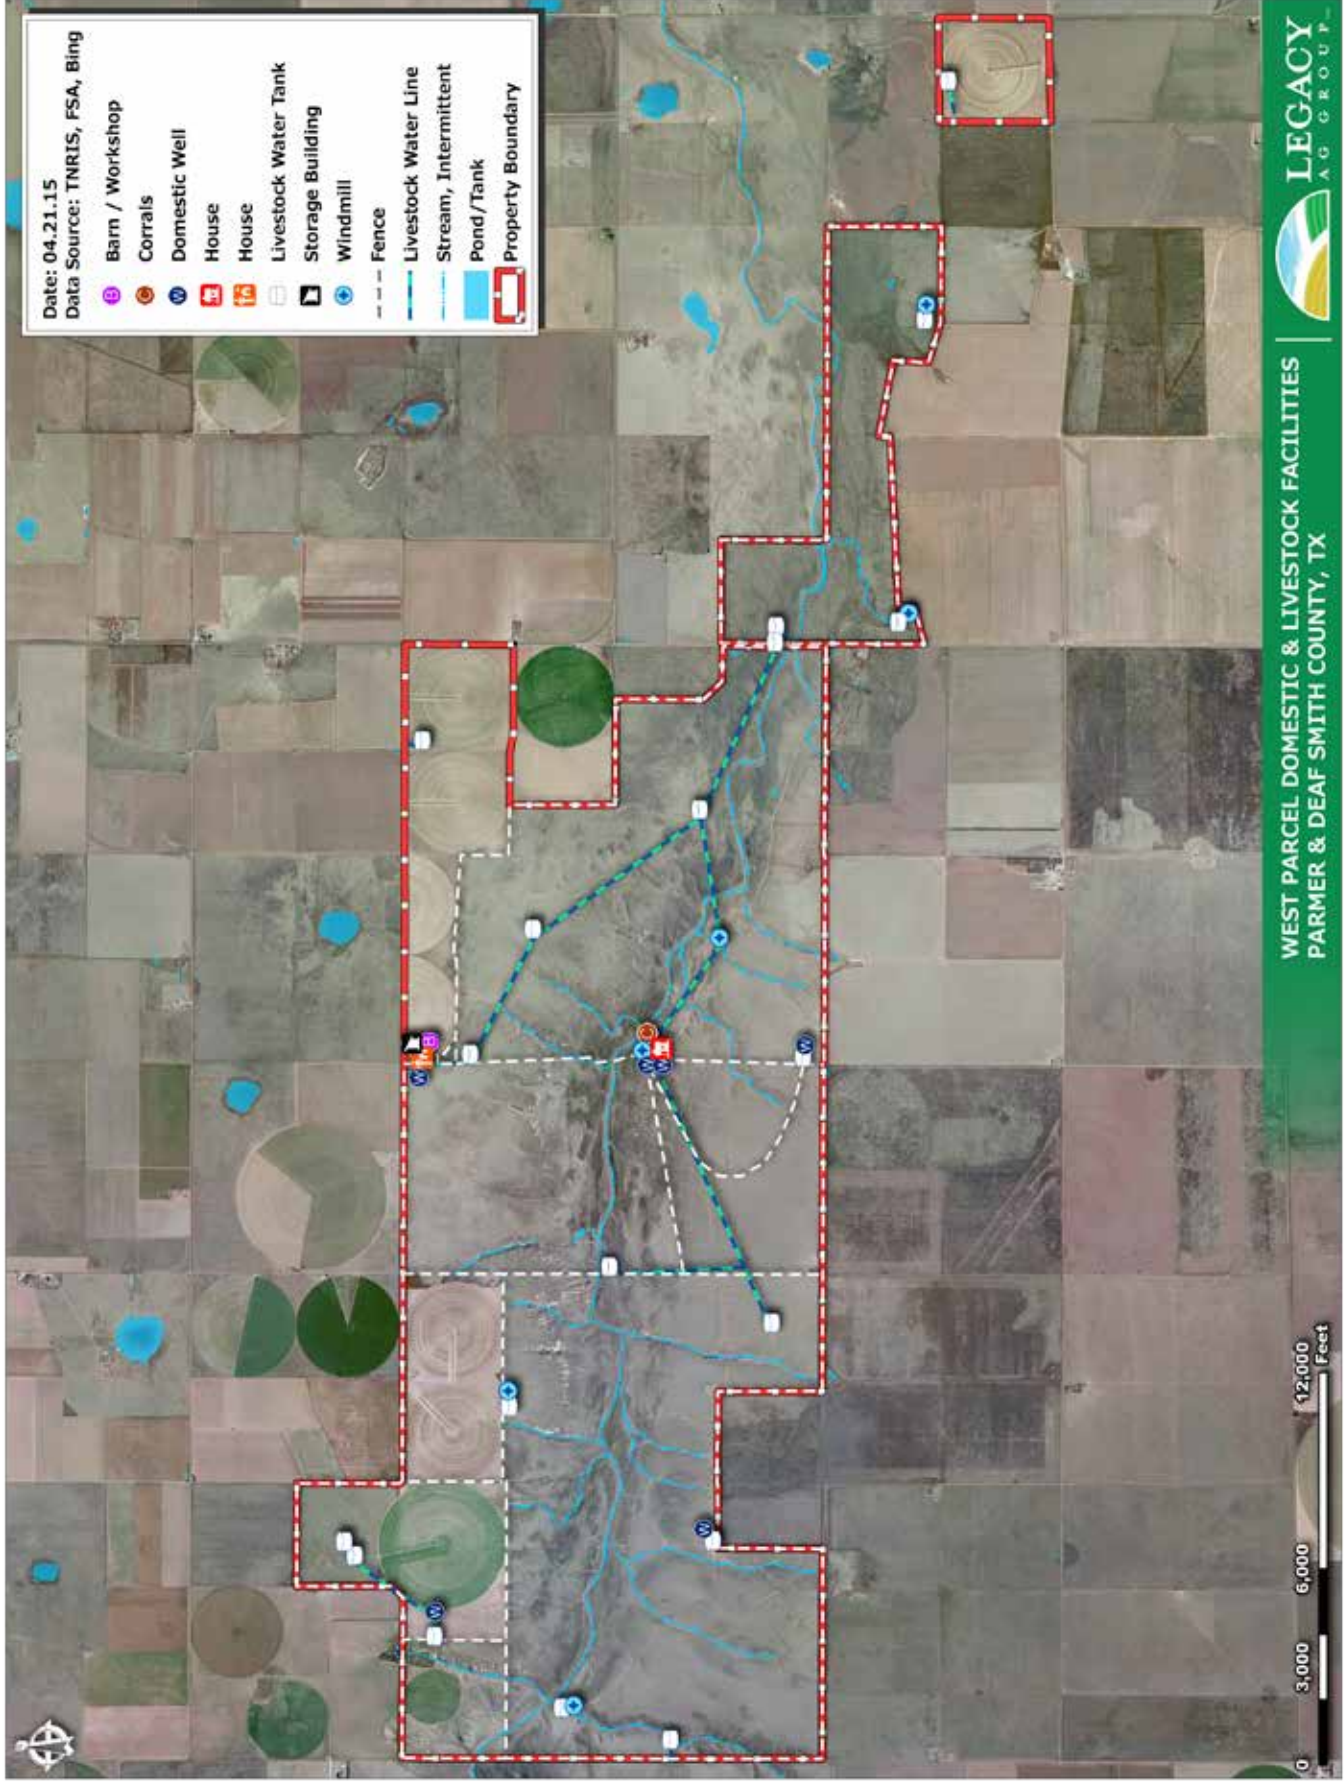 Date: 04.21.15
Data Source: TNRIS, FSA, Bing
B Barn / Workshop
C Corrals
W Domestic Well
House
House
Livestock Water Tank
Storage Building
Windmill
Fence
Livestock Water Line
Stream, Intermittent
Pond/Tank
Property Boundary
B
W
C
W
W
W
W
W
0 3,000 6,000 12,000
Feet
WEST PARCEL DOMESTIC & LIVESTOCK FACILITIES
PARMER & DEAF SMITH COUNTY, TX
LEGACY
AG GROUP